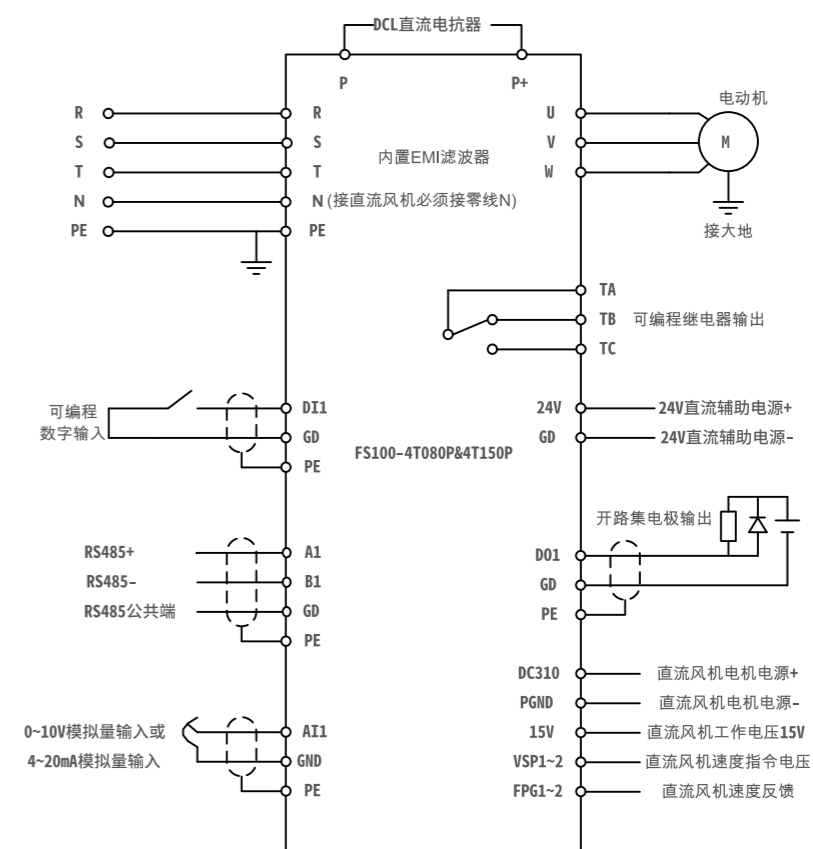 DCL直流电抗器
P
P+
电动机
R
R
U
S
S
V
M
内置EMI滤波器
T
T
W
N
N(接直流风机必须接零线N)
PE
PE
接大地
TA
TB
可编程继电器输出
TC
可编程
数字输入
DI1
GD
PE
24V
24V直流辅助电源+
GD
24V直流辅助电源-
FS100-4T080P&4T150P
开路集电极输出
RS485+
A1
DO1
RS485-
B1
GD
RS485公共端
GD
PE
PE
DC310
直流风机电机电源+
PGND
直流风机电机电源-
0~10V模拟量输入或
AI1
15V
直流风机工作电压15V
4~20mA模拟量输入
GND
VSP1~2
直流风机速度指令电压
PE
FPG1~2
直流风机速度反馈